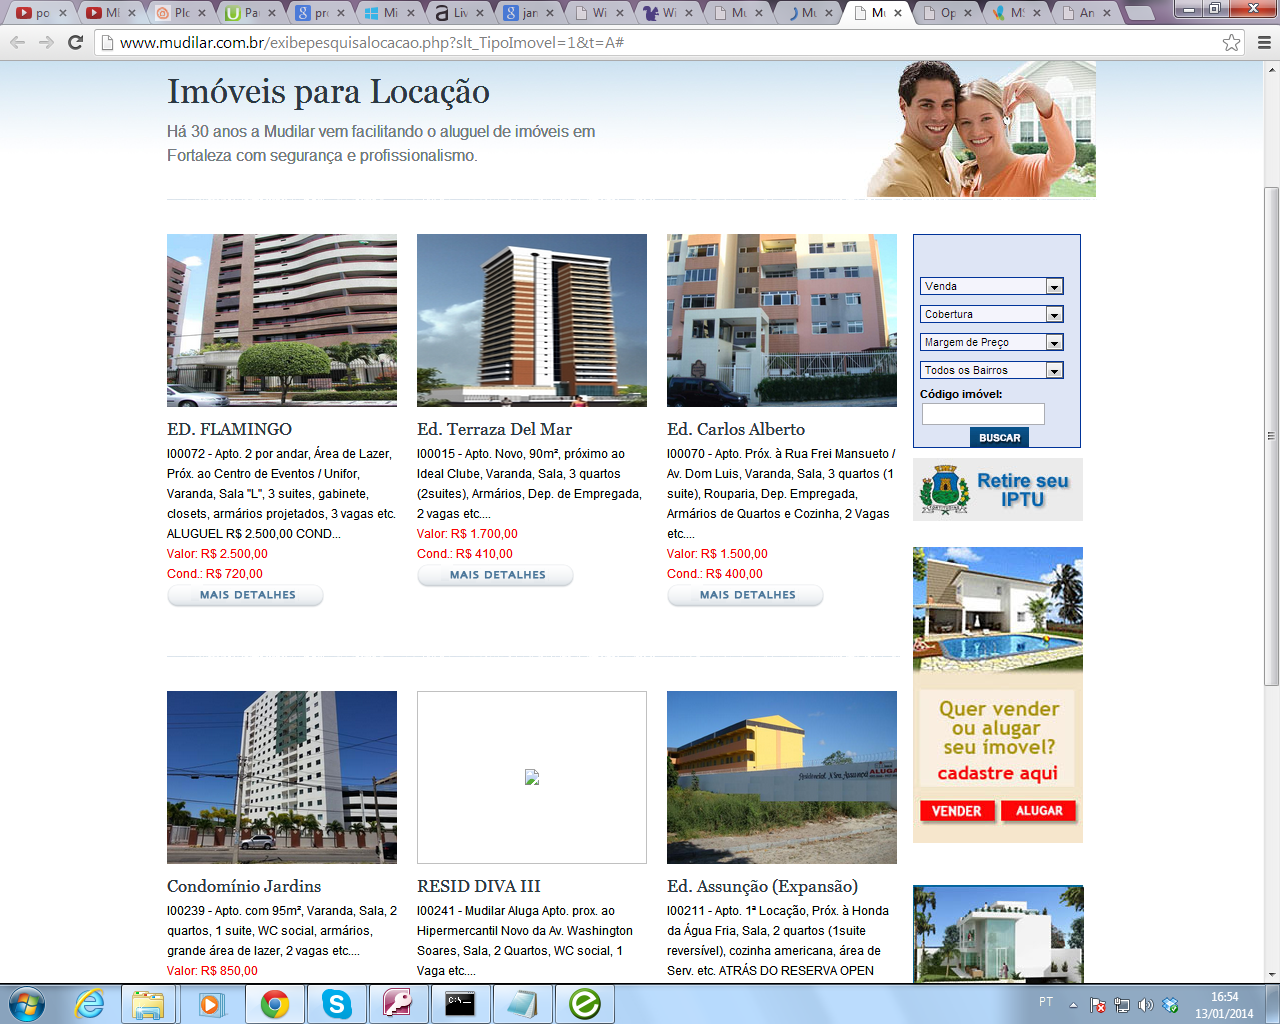 po
MI
Plc
Pa
pro
Mi
Liv
jar
Wi
Wi
Mu
Mu
Mu
Op
MS
An
www.mudilar.com.br/exibepesquisalocacao.php?slt_TipoImovel=1&t=A#
Imóveis para Locação
Há 30 anos a Mudilar vem facilitando o aluguel de imóveis em
Fortaleza com segurança e profissionalismo.
ED. FLAMINGO
I00072 - Apto. 2 por andar, Área de Lazer,
Próx. ao Centro de Eventos / Unifor,
Varanda, Sala "L", 3 suites, gabinete,
closets, armários projetados, 3 vagas etc.
ALUGUEL R$ 2.500,00 COND...
Valor: R$ 2.500,00
Cond.: R$ 720,00
MAIS DETALHES
Ed. Terraza Del Mar
I00015 - Apto. Novo, 90m², próximo ao
Ideal Clube, Varanda, Sala, 3 quartos
(2suites), Armários, Dep. de Empregada,
2 vagas etc....
Valor: R$ 1.700,00
Cond.: R$ 410,00
MAIS DETALHES
Ed. Carlos Alberto
I00070 - Apto. Próx. à Rua Frei Mansueto /
Av. Dom Luis, Varanda, Sala, 3 quartos (1
suite), Rouparia, Dep. Empregada,
Armários de Quartos e Cozinha, 2 Vagas
etc....
Valor: R$ 1.500,00
Cond.: R$ 400,00
MAIS DETALHES
Venda
Cobertura
Margem de Preço
Todos os Bairros
Código imóvel:
BUSCAR
Retire seu
IPTU
Quer vender
ou alugar
seu ímovel?
cadastre aqui
VENDER
ALUGAR
Condomínio Jardins
I00239 - Apto. com 95m², Varanda, Sala, 2
quartos, 1 suite, WC social, armários,
grande área de lazer, 2 vagas etc....
Valor: R$ 850,00
RESID DIVA III
I00241 - Mudilar Aluga Apto. prox. ao
Hipermercantil Novo da Av. Washington
Soares, Sala, 2 Quartos, WC social, 1
Vaga etc....
ALUGA
Ed. Assunção (Expansão)
I00211 - Apto. 1ª Locação, Próx. à Honda
da Água Fria, Sala, 2 quartos (1suite
reversível), cozinha americana, área de
Serv. etc. ATRÁS DO RESERVA OPEN
PT
16:54
13/01/2014